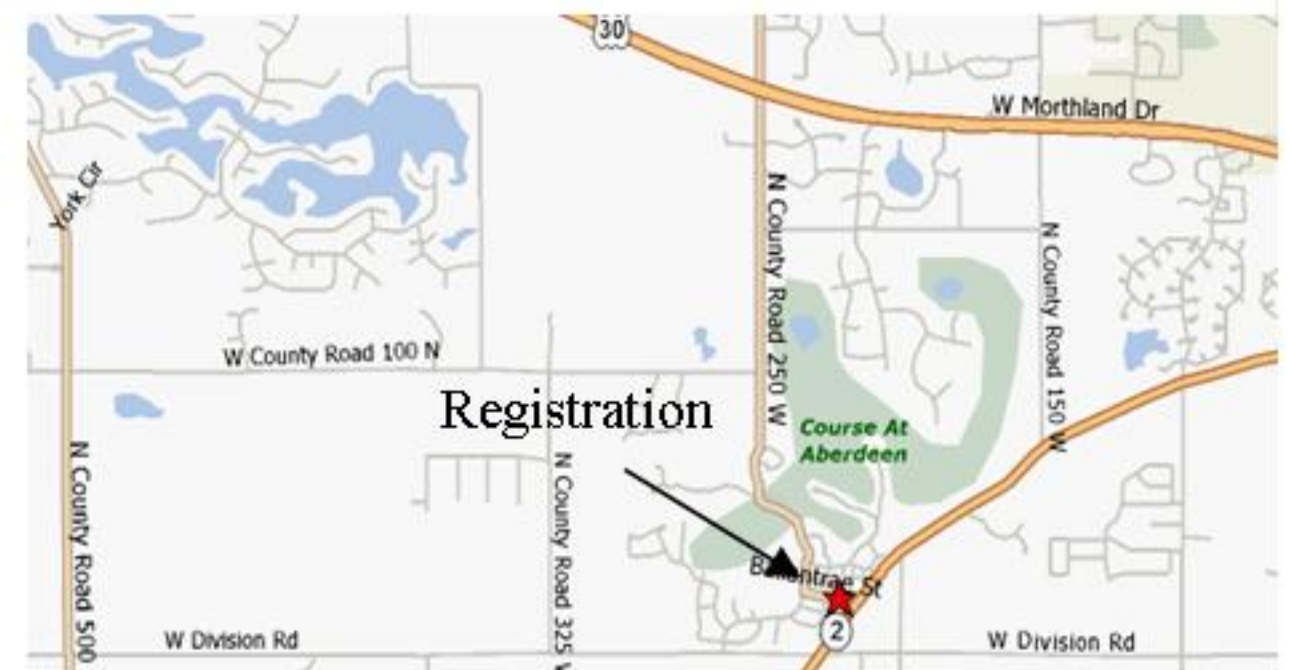 30
W Morthland Dr
York Cir
N County Road 250 W
N County Road 150 W
W County Road 100 N
Registration
Course At
Aberdeen
N County Road 500
N County Road 325
St
W Division Rd
2
W Division Rd